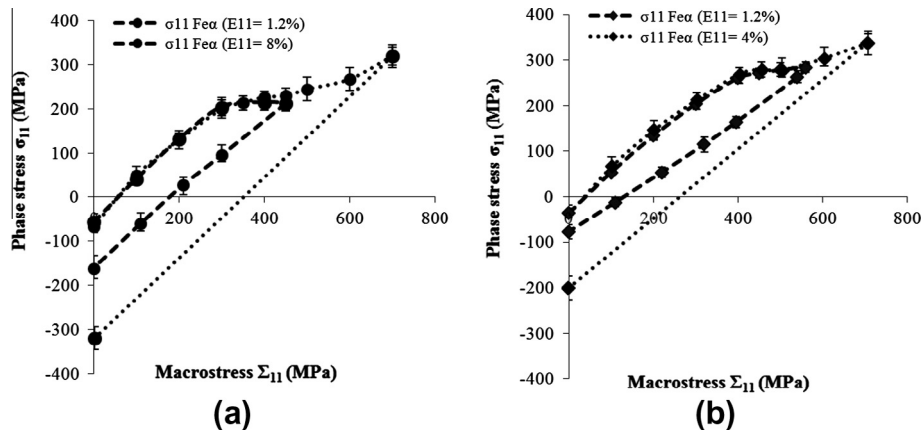 400
300
200
100
0
-100
-200
-300
-400
0
200
400
600
800
Phase stress σ11 (MPa)
σ11 Feα (E11= 1.2%)
σ11 Feα (E11= 8%)
Macrostress Σ11 (MPa)
(a)
400
300
200
100
0
-100
-200
-300
-400
0
200
400
600
800
Phase stress σ11 (MPa)
σ11 Feα (E11= 1.2%)
σ11 Feα (E11= 4%)
Macrostress Σ11 (MPa)
(b)